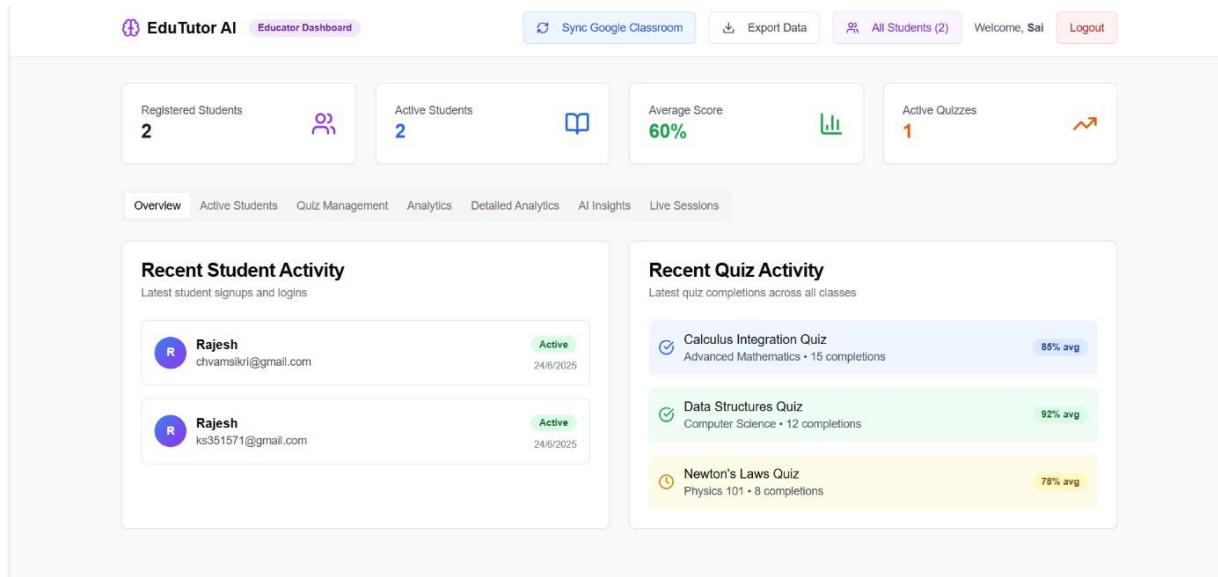 EduTutor AI Educator Dashboard Sync Google Classroom Export Data All Students (2) Welcome, Sai Logout
Registered Students
2
Active Students
2
Average Score
60%
Active Quizzes
1
Overview Active Students Quiz Management Analytics Detailed Analytics AI Insights Live Sessions
Recent Student Activity
Latest student signups and logins
R
Rajesh
chvamsikri@gmail.com
Active
24/6/2025
R
Rajesh
ks351571@gmail.com
Active
24/6/2025
Recent Quiz Activity
Latest quiz completions across all classes
Calculus Integration Quiz
Advanced Mathematics • 15 completions
85% avg
Data Structures Quiz
Computer Science • 12 completions
92% avg
Newton's Laws Quiz
Physics 101 • 8 completions
78% avg